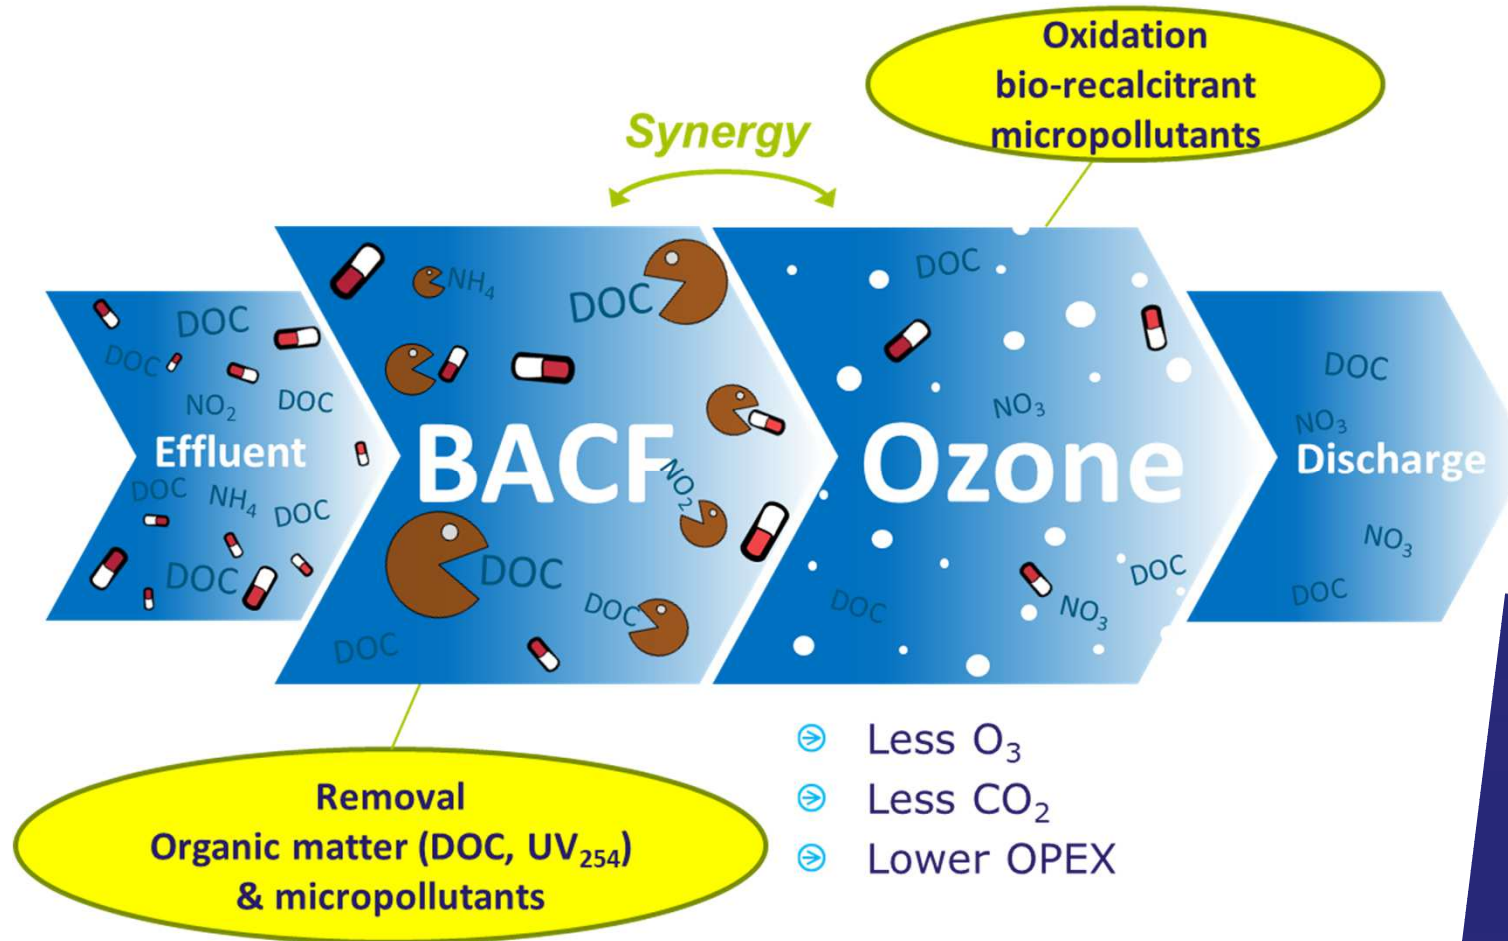 Oxidation
bio-recalcitrant
micropollutants
Synergy
DOC
DOC
NO₂
DOC
Effluent
DOC
NH₄
DOC
DOC
NH₄
DOC
BACF
NO₂
DOC
DOC
DOC
DOC
NO₃
Ozone
DOC
NO₃
DOC
DOC
NO₃
Discharge
NO₃
DOC
Removal
Organic matter (DOC, UV₂₅₄)
& micropollutants
Less O₃
Less CO₂
Lower OPEX